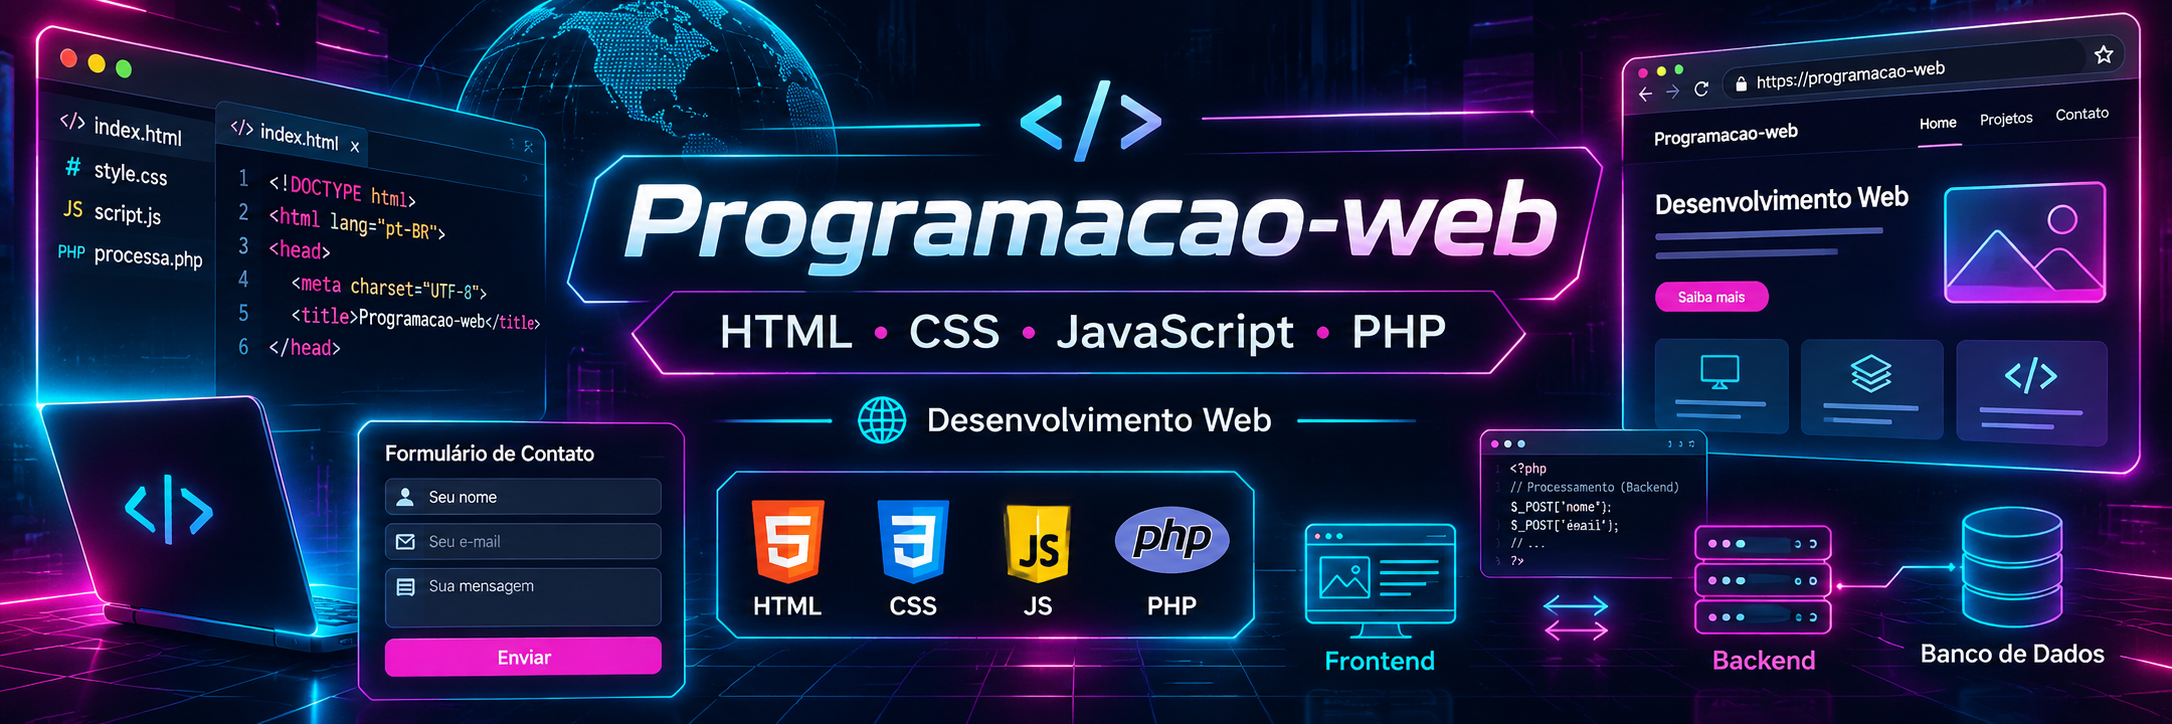 </> index.html
# style.css
JS script.js
PHP processa.php
</> index.html x
1 <!DOCTYPE html>
2 <html lang="pt-BR">
3 <head>
4 <meta charset="UTF-8">
5 <title>Programacao-web</title>
6 </head>
</>
Programacao-web
HTML • CSS • JavaScript • PHP
Desenvolvimento Web
https://programacao-web
Programacao-web
Home Projetos Contato
Desenvolvimento Web
Saiba mais
</>
</>
Formulário de Contato
Seu nome
Seu e-mail
Sua mensagem
Enviar
5
3
JS
php
HTML
CSS
JS
PHP
<?php
// Processamento (Backend)
$_POST['nome'];
// ...
?>
Frontend
Backend
Banco de Dados